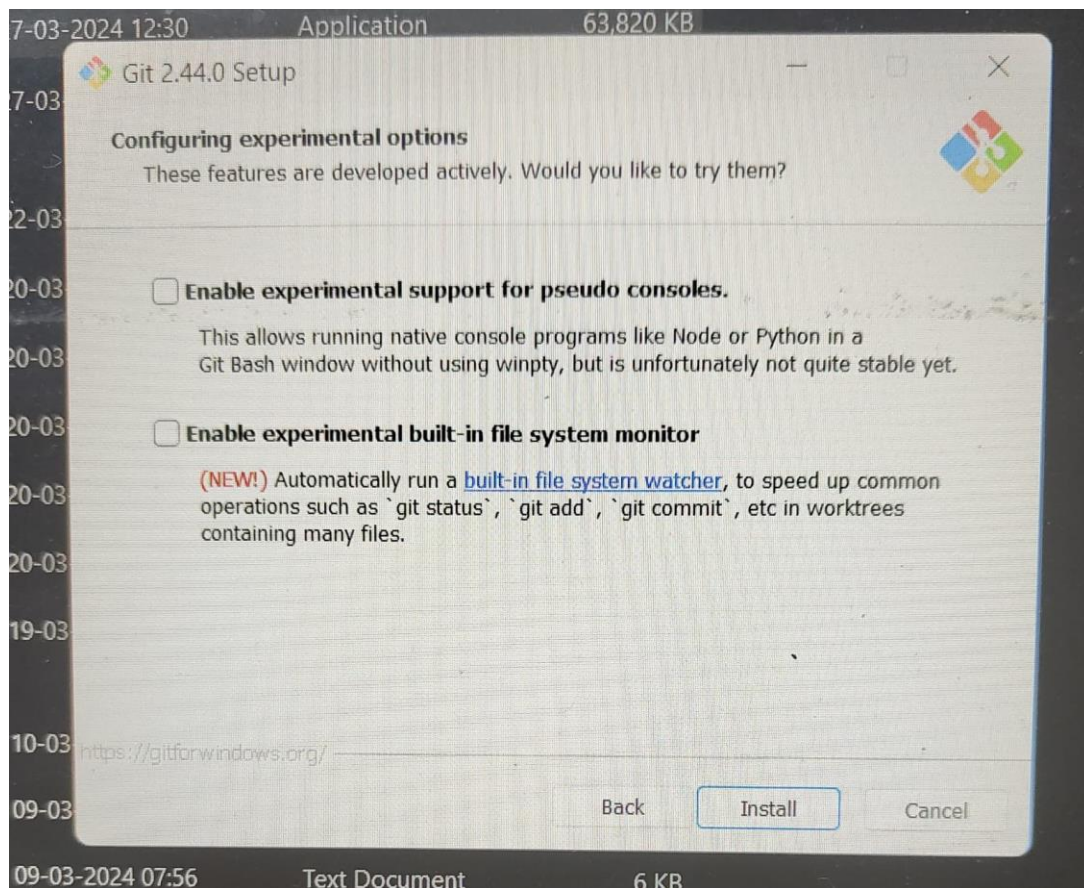 7-03-2024 12:30 Application 63,820 KB
Git 2.44.0 Setup
7-03
Configuring experimental options
These features are developed actively. Would you like to try them?
22-03
20-03
Enable experimental support for pseudo consoles.
This allows running native console programs like Node or Python in a
20-03
Git Bash window without using winpty, but is unfortunately not quite stable yet.
20-03
Enable experimental built-in file system monitor
(NEW!) Automatically run a built-in file system watcher, to speed up common
20-03
operations such as `git status`, `git add`, `git commit`, etc in worktrees
containing many files.
20-03
19-03
10-03
https://gitforwindows.org/
09-03
Back Install Cancel
09-03-2024 07:56 Text Document 6 KB